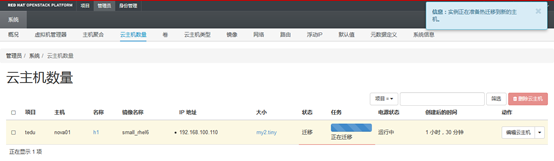 RED HAT OPENSTACK PLATFORM 项目 管理员 身份管理
信息：实例正在准备热迁移到新的主机。
系统
概况 虚拟机管理器 主机聚合 云主机数量 卷 云主机类型 镜像 网络 路由 浮动IP 默认值 元数据定义 系统信息
管理员 / 系统 / 云主机数量
云主机数量
项目 = 筛选 删除云主机
项目 主机 名称 镜像名称 IP 地址 大小 状态 任务 电源状态 创建后的时间 动作
tedu nova01 h1 small_rhel6 • 192.168.100.110 my2.tiny 迁移 正在迁移 运行中 1 小时，30 分钟 编辑云主机
正在显示 1 项